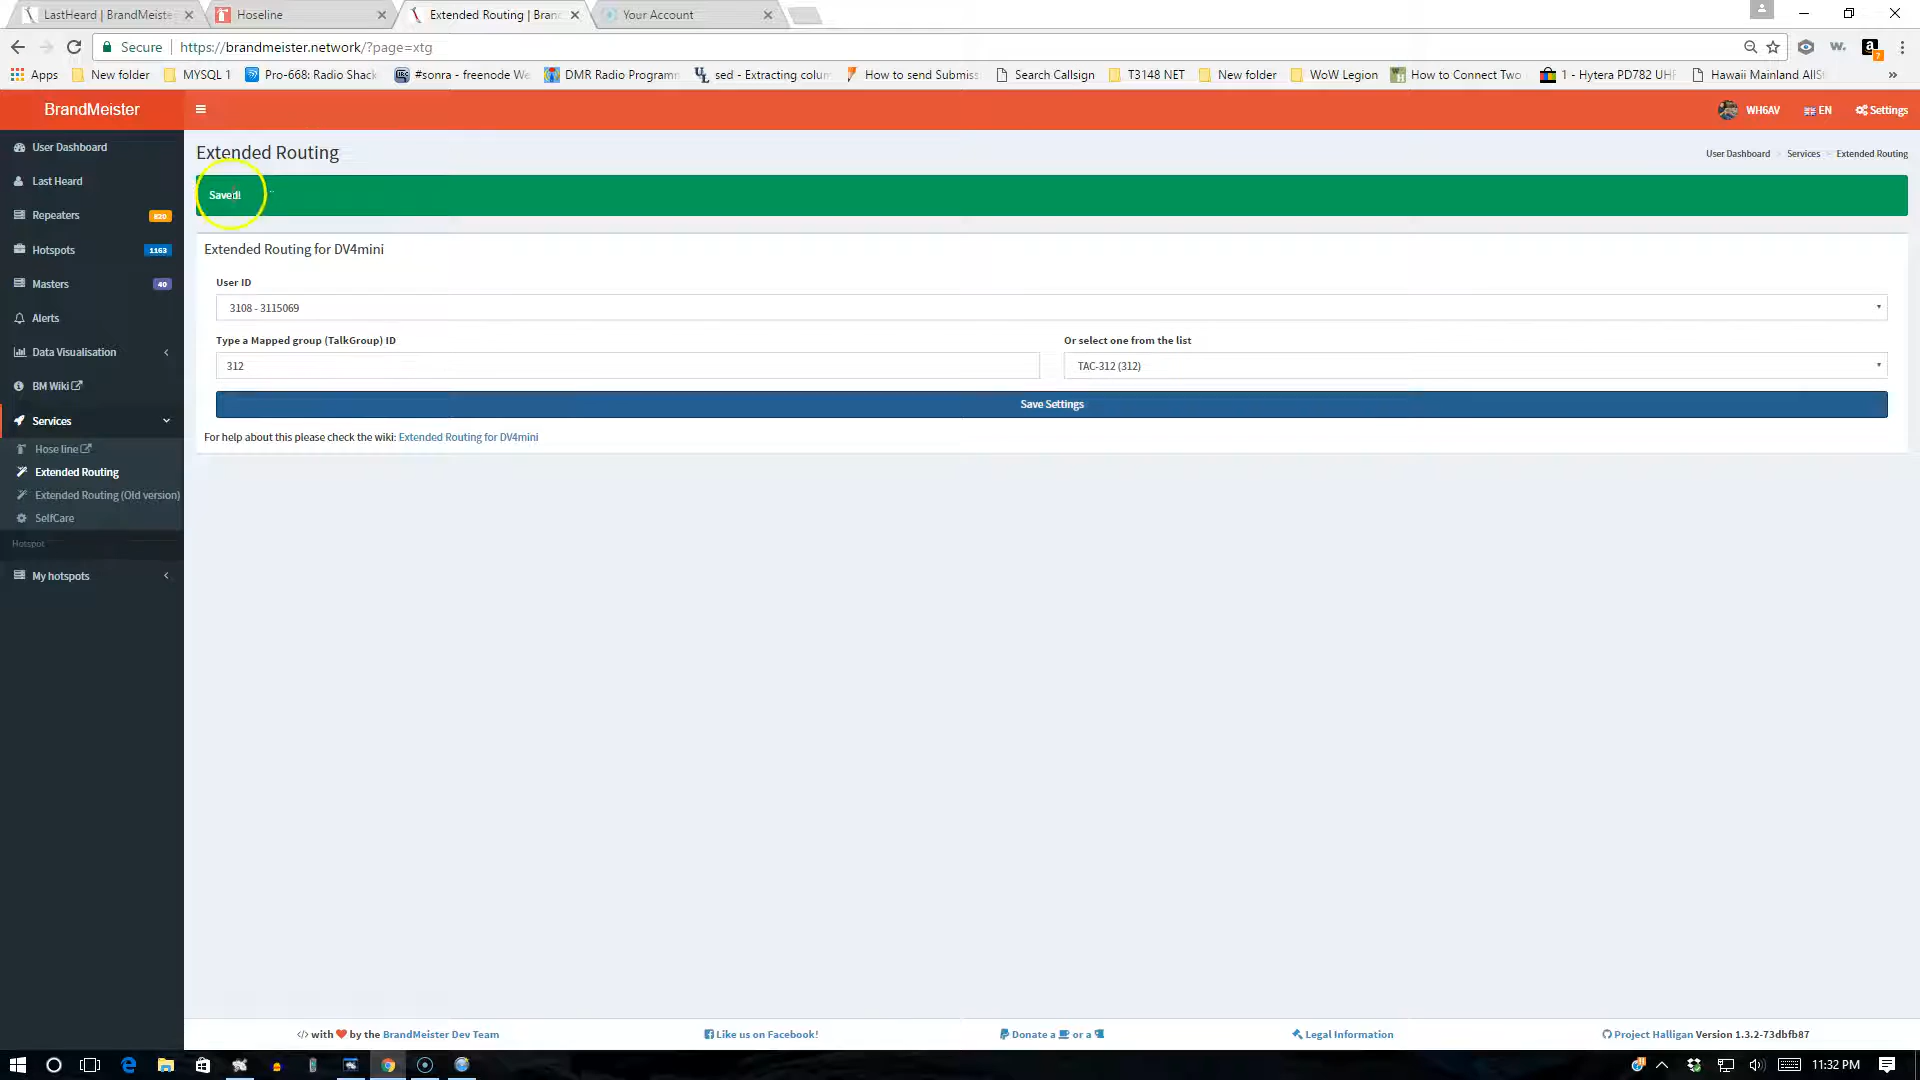 LastHeard | BrandMeiste
Hoseline
Extended Routing | Bran
Your Account
Secure
https://brandmeister.network/?page=xtg
Apps
New folder
MYSQL 1
Pro-668: Radio Shack
#sonra - freenode We
DMR Radio Programm
sed - Extracting colum
How to send Submiss
Search Callsign
T3148 NET
New folder
WoW Legion
How to Connect Two
1 - Hytera PD782 UHF
Hawaii Mainland AllSt
»
BrandMeister
WH6AV
EN
Settings
User Dashboard
Last Heard
Repeaters
820
Hotspots
1163
Masters
40
Alerts
Data Visualisation
BM Wiki
Services
Hose line
Extended Routing
Extended Routing (Old version)
SelfCare
Hotspot
My hotspots
Extended Routing
User Dashboard
Services
Extended Routing
Saved!
Extended Routing for DV4mini
User ID
3108 - 3115069
Type a Mapped group (TalkGroup) ID
Or select one from the list
312
TAC-312 (312)
Save Settings
For help about this please check the wiki: Extended Routing for DV4mini
</> with ❤ by the BrandMeister Dev Team
Like us on Facebook!
Donate a or a
Legal Information
Project Halligan Version 1.3.2-73dbfb87
11:32 PM